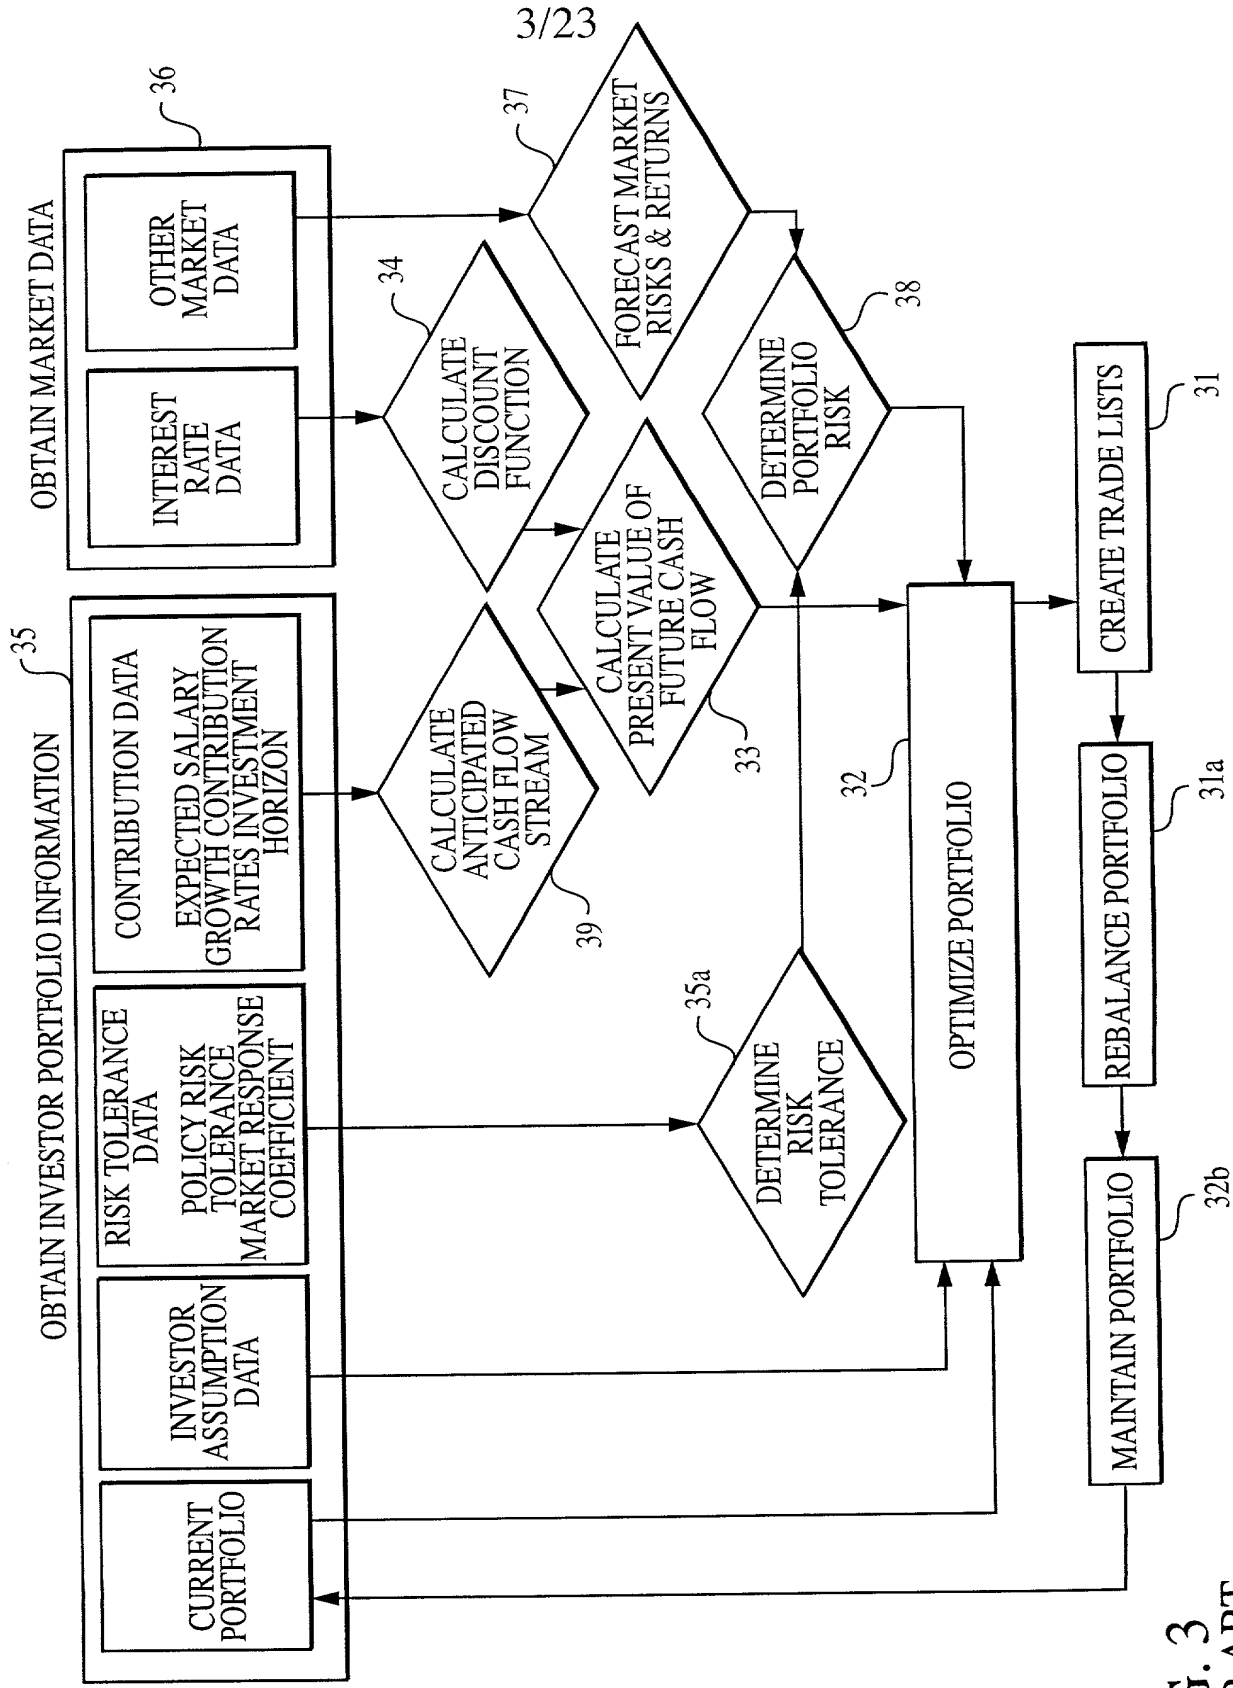 3/23
OBTAIN INVESTOR PORTFOLIO INFORMATION
35
CURRENT
PORTFOLIO
INVESTOR
ASSUMPTION
DATA
RISK TOLERANCE
DATA
POLICY RISK
TOLERANCE
MARKET RESPONSE
COEFFICIENT
CONTRIBUTION DATA
EXPECTED SALARY
GROWTH CONTRIBUTION
RATES INVESTMENT
HORIZON
OBTAIN MARKET DATA
36
INTEREST
RATE
DATA
OTHER
MARKET
DATA
CALCULATE
ANTICIPATED
CASH FLOW
STREAM
39
CALCULATE
DISCOUNT
FUNCTION
34
CALCULATE
PRESENT VALUE OF
FUTURE CASH
FLOW
33
FORECAST MARKET
RISKS & RETURNS
37
DETERMINE
RISK
TOLERANCE
35a
DETERMINE
PORTFOLIO
RISK
38
OPTIMIZE PORTFOLIO
32
MAINTAIN PORTFOLIO
32b
REBALANCE PORTFOLIO
31a
CREATE TRADE LISTS
31
3
ART